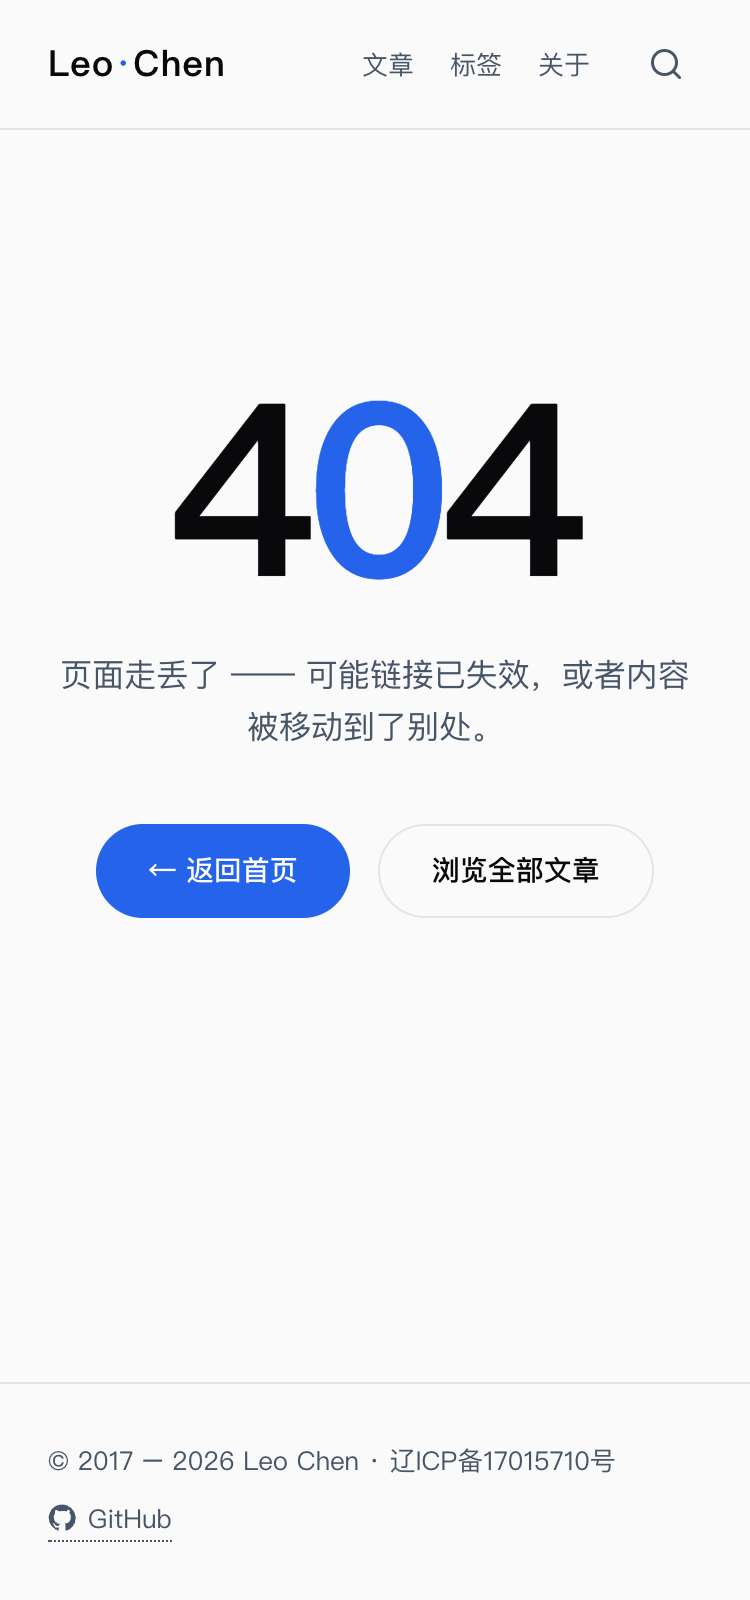 Leo·Chen
文章 标签 关于
404
页面走丢了 —— 可能链接已失效，或者内容
被移动到了别处。
← 返回首页
浏览全部文章
© 2017 — 2026 Leo Chen · 辽ICP备17015710号
GitHub